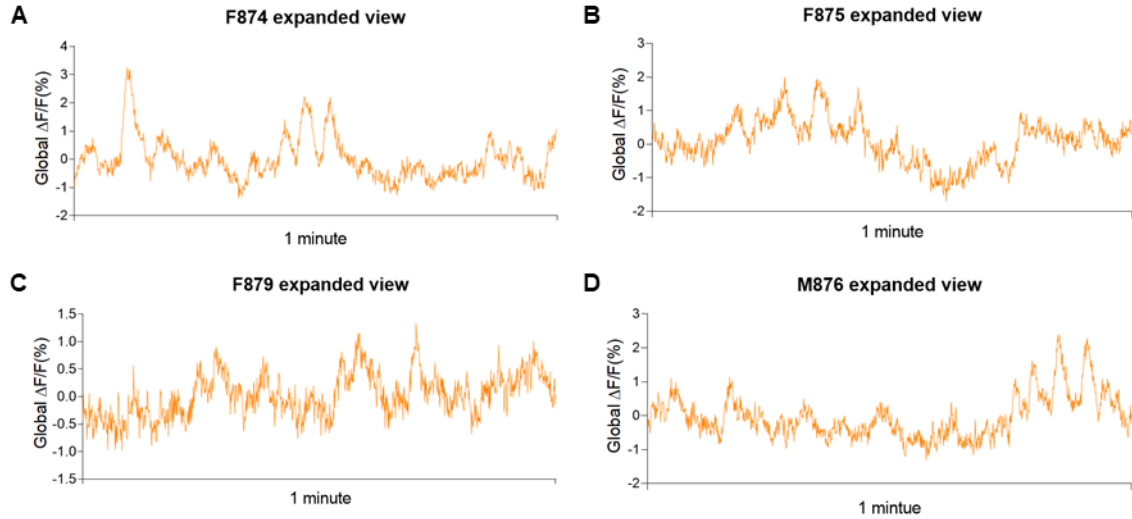 A
F874 expanded view
Global ΔF/F(%)
4
3
2
1
0
-1
-2
1 minute
B
F875 expanded view
Global ΔF/F(%)
3
2
1
0
-1
-2
1 minute
C
F879 expanded view
Global ΔF/F(%)
1.5
1.0
0.5
0.0
-0.5
-1.0
-1.5
1 minute
D
M876 expanded view
Global ΔF/F(%)
3
2
1
0
-1
-2
1 mintue